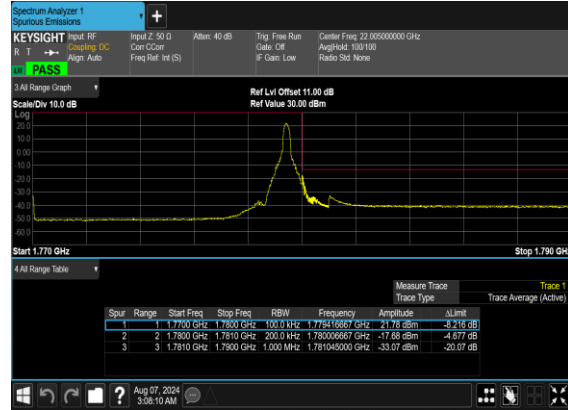 Spectrum Analyzer 1
Spurious Emissions
+
KEYSIGHT Input: RF Input Z: 50 Ω Atten: 40 dB Trig: Free Run Center Freq: 22.005000000 GHz
R T Coupling: DC Corr CCorr Gate: Off Avg|Hold: 100/100
Align: Auto Freq Ref: Int (S) IF Gain: Low Radio Std: None
LXI PASS
3 All Range Graph
Ref Lvl Offset 11.00 dB
Scale/Div 10.0 dB Ref Value 30.00 dBm
Log
20.0
10.0
0.00
-10.0
-20.0
-30.0
-40.0
-50.0
-60.0
Start 1.770 GHz Stop 1.790 GH
4 All Range Table
Measure Trace Trace 1
Trace Type Trace Average (Active)
Spur Range Start Freq Stop Freq RBW Frequency Amplitude ΔLimit
1 1 1.7700 GHz 1.7800 GHz 100.0 kHz 1.779416667 GHz 21.78 dBm -8.216 dB
2 2 1.7800 GHz 1.7810 GHz 200.0 kHz 1.780006667 GHz -17.68 dBm -4.677 dB
3 3 1.7810 GHz 1.7900 GHz 1.000 MHz 1.781045000 GHz -33.07 dBm -20.07 dB
? Aug 07, 2024
3:08:10 AM